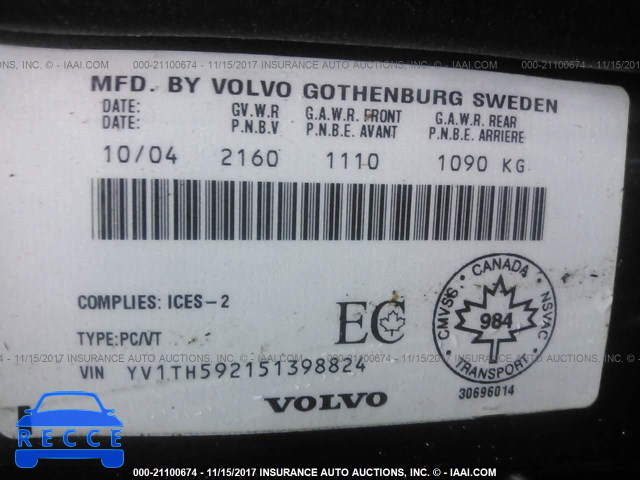 000-21100674 - 11/15/2017 INSURANCE AUTO AUCTIONS, INC. - IAAI.COM
MFD. BY VOLVO GOTHENBURG SWEDEN
DATE: GV.W.R G.A.W.R. FRONT G.A.W.R. REAR
DATE: P.N.B.V P.N.B.E. AVANT P.N.B.E. ARRIERE
10/04 2160 1110 1090 KG
COMPLIES: ICES-2
TYPE:PC/VT
EC
CANADA
CMVSS
NSVAC
984
TRANSPORT
VIN YV1TH592151398824
30696014
VOLVO
RECCE
000-21100674 - 11/15/2017 INSURANCE AUTO AUCTIONS, INC. - IAAI.COM